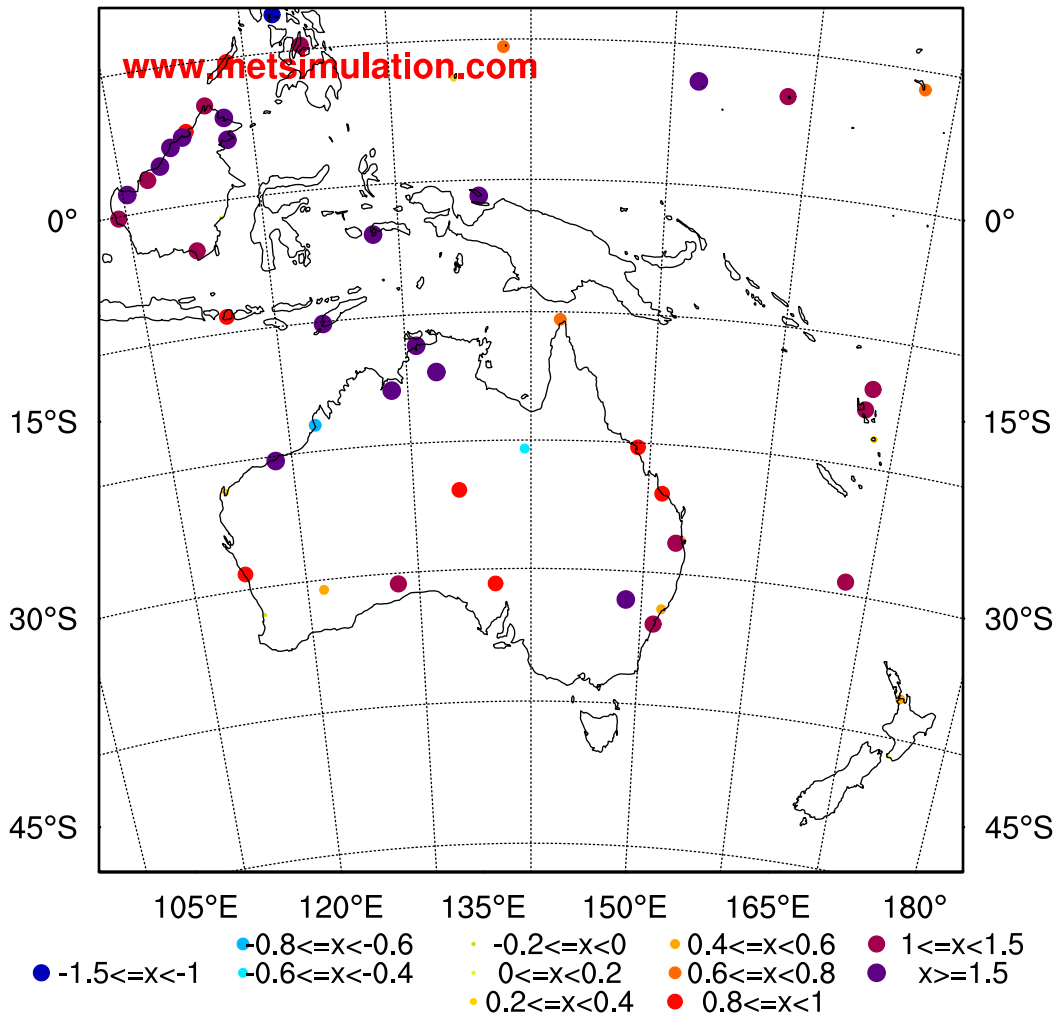 www.metsimulation.com
0° 0°
15°S 15°S
30°S 30°S
45°S 45°S
105°E 120°E 135°E 150°E 165°E 180°
-0.8<=x<-0.6 -0.2<=x<0 0.4<=x<0.6 1<=x<1.5
-1.5<=x<-1 -0.6<=x<-0.4 0<=x<0.2 0.6<=x<0.8 x>=1.5
0.2<=x<0.4 0.8<=x<1